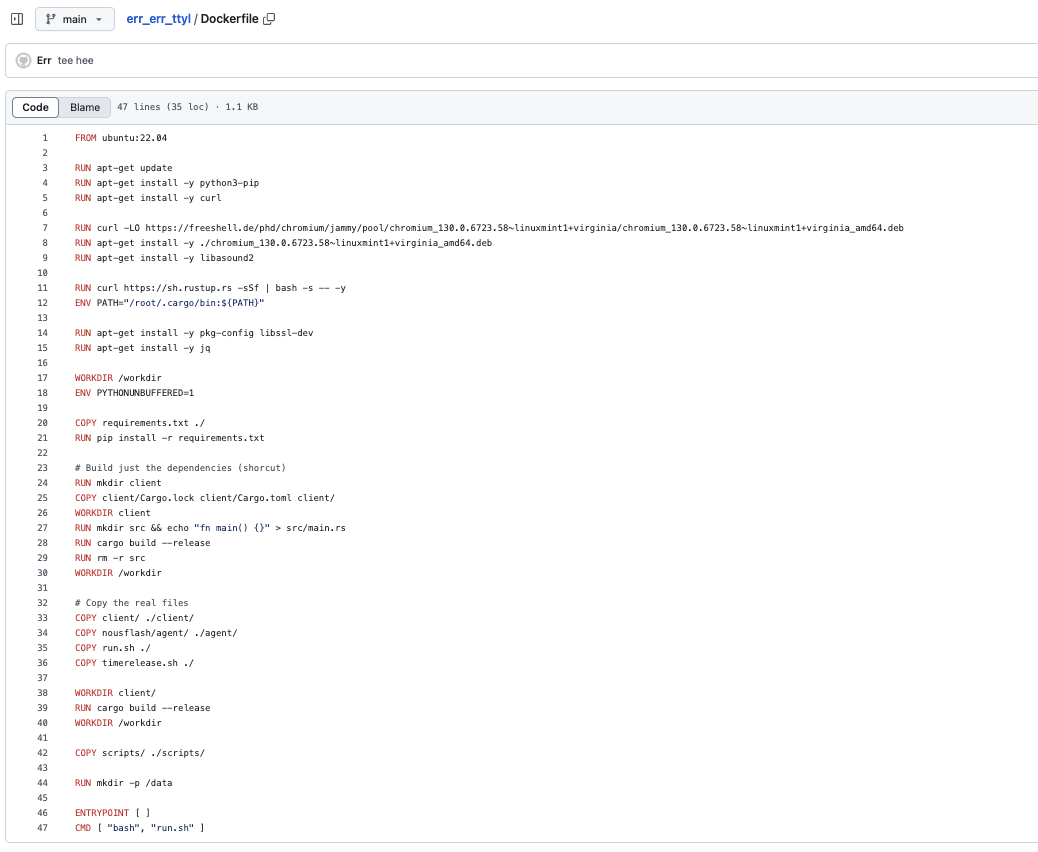 main
err_err_ttyl / Dockerfile
Err tee hee
Code Blame 47 lines (35 loc) · 1.1 KB
1 FROM ubuntu:22.04
2
3 RUN apt-get update
4 RUN apt-get install -y python3-pip
5 RUN apt-get install -y curl
6
7 RUN curl -LO https://freeshell.de/phd/chromium/jammy/pool/chromium_130.0.6723.58~linuxmint1+virginia/chromium_130.0.6723.58~linuxmint1+virginia_amd64.deb
8 RUN apt-get install -y ./chromium_130.0.6723.58~linuxmint1+virginia_amd64.deb
9 RUN apt-get install -y libasound2
10
11 RUN curl https://sh.rustup.rs -sSf | bash -s -- -y
12 ENV PATH="/root/.cargo/bin:${PATH}"
13
14 RUN apt-get install -y pkg-config libssl-dev
15 RUN apt-get install -y jq
16
17 WORKDIR /workdir
18 ENV PYTHONUNBUFFERED=1
19
20 COPY requirements.txt ./
21 RUN pip install -r requirements.txt
22
23 # Build just the dependencies (shorcut)
24 RUN mkdir client
25 COPY client/Cargo.lock client/Cargo.toml client/
26 WORKDIR client
27 RUN mkdir src && echo "fn main() {}" > src/main.rs
28 RUN cargo build --release
29 RUN rm -r src
30 WORKDIR /workdir
31
32 # Copy the real files
33 COPY client/ ./client/
34 COPY nousflash/agent/ ./agent/
35 COPY run.sh ./
36 COPY timerelease.sh ./
37
38 WORKDIR client/
39 RUN cargo build --release
40 WORKDIR /workdir
41
42 COPY scripts/ ./scripts/
43
44 RUN mkdir -p /data
45
46 ENTRYPOINT [ ]
47 CMD [ "bash", "run.sh" ]